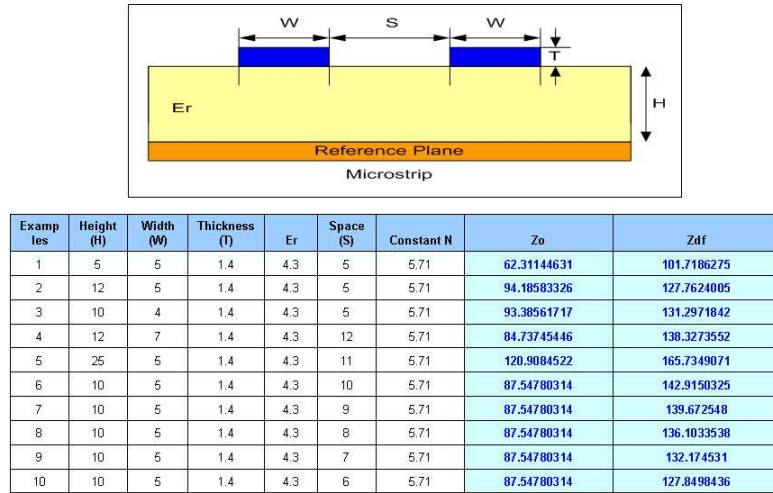 W S W
T
Er
H
Reference Plane
Microstrip
Examp les Height (H) Width (W) Thickness (T) Er Space (S) Constant N Zo Zdf
1 5 5 1.4 4.3 5 5.71 62.31144631 101.7186275
2 12 5 1.4 4.3 5 5.71 94.18583326 127.7624005
3 10 4 1.4 4.3 5 5.71 93.38561717 131.2971842
4 12 7 1.4 4.3 12 5.71 84.73745446 138.3273552
5 25 5 1.4 4.3 11 5.71 120.9084522 165.7349071
6 10 5 1.4 4.3 10 5.71 87.54780314 142.9150325
7 10 5 1.4 4.3 9 5.71 87.54780314 139.672548
8 10 5 1.4 4.3 8 5.71 87.54780314 136.1033538
9 10 5 1.4 4.3 7 5.71 87.54780314 132.174531
10 10 5 1.4 4.3 6 5.71 87.54780314 127.8498436